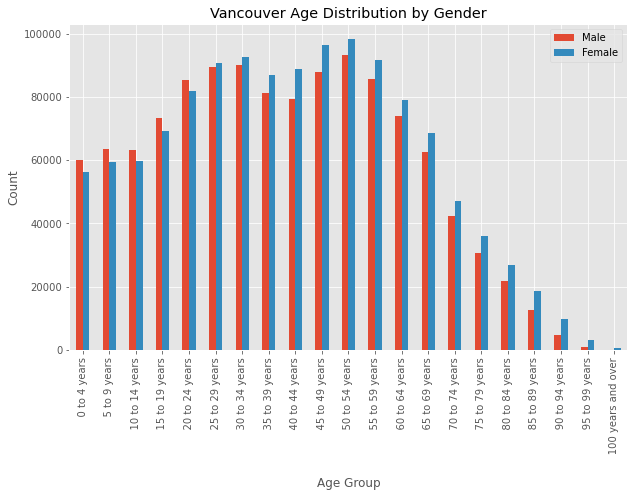 Vancouver Age Distribution by Gender
Male
Female
Count
100000
80000
60000
40000
20000
0
0 to 4 years
5 to 9 years
10 to 14 years
15 to 19 years
20 to 24 years
25 to 29 years
30 to 34 years
35 to 39 years
40 to 44 years
45 to 49 years
50 to 54 years
55 to 59 years
60 to 64 years
65 to 69 years
70 to 74 years
75 to 79 years
80 to 84 years
85 to 89 years
90 to 94 years
95 to 99 years
100 years and over
Age Group